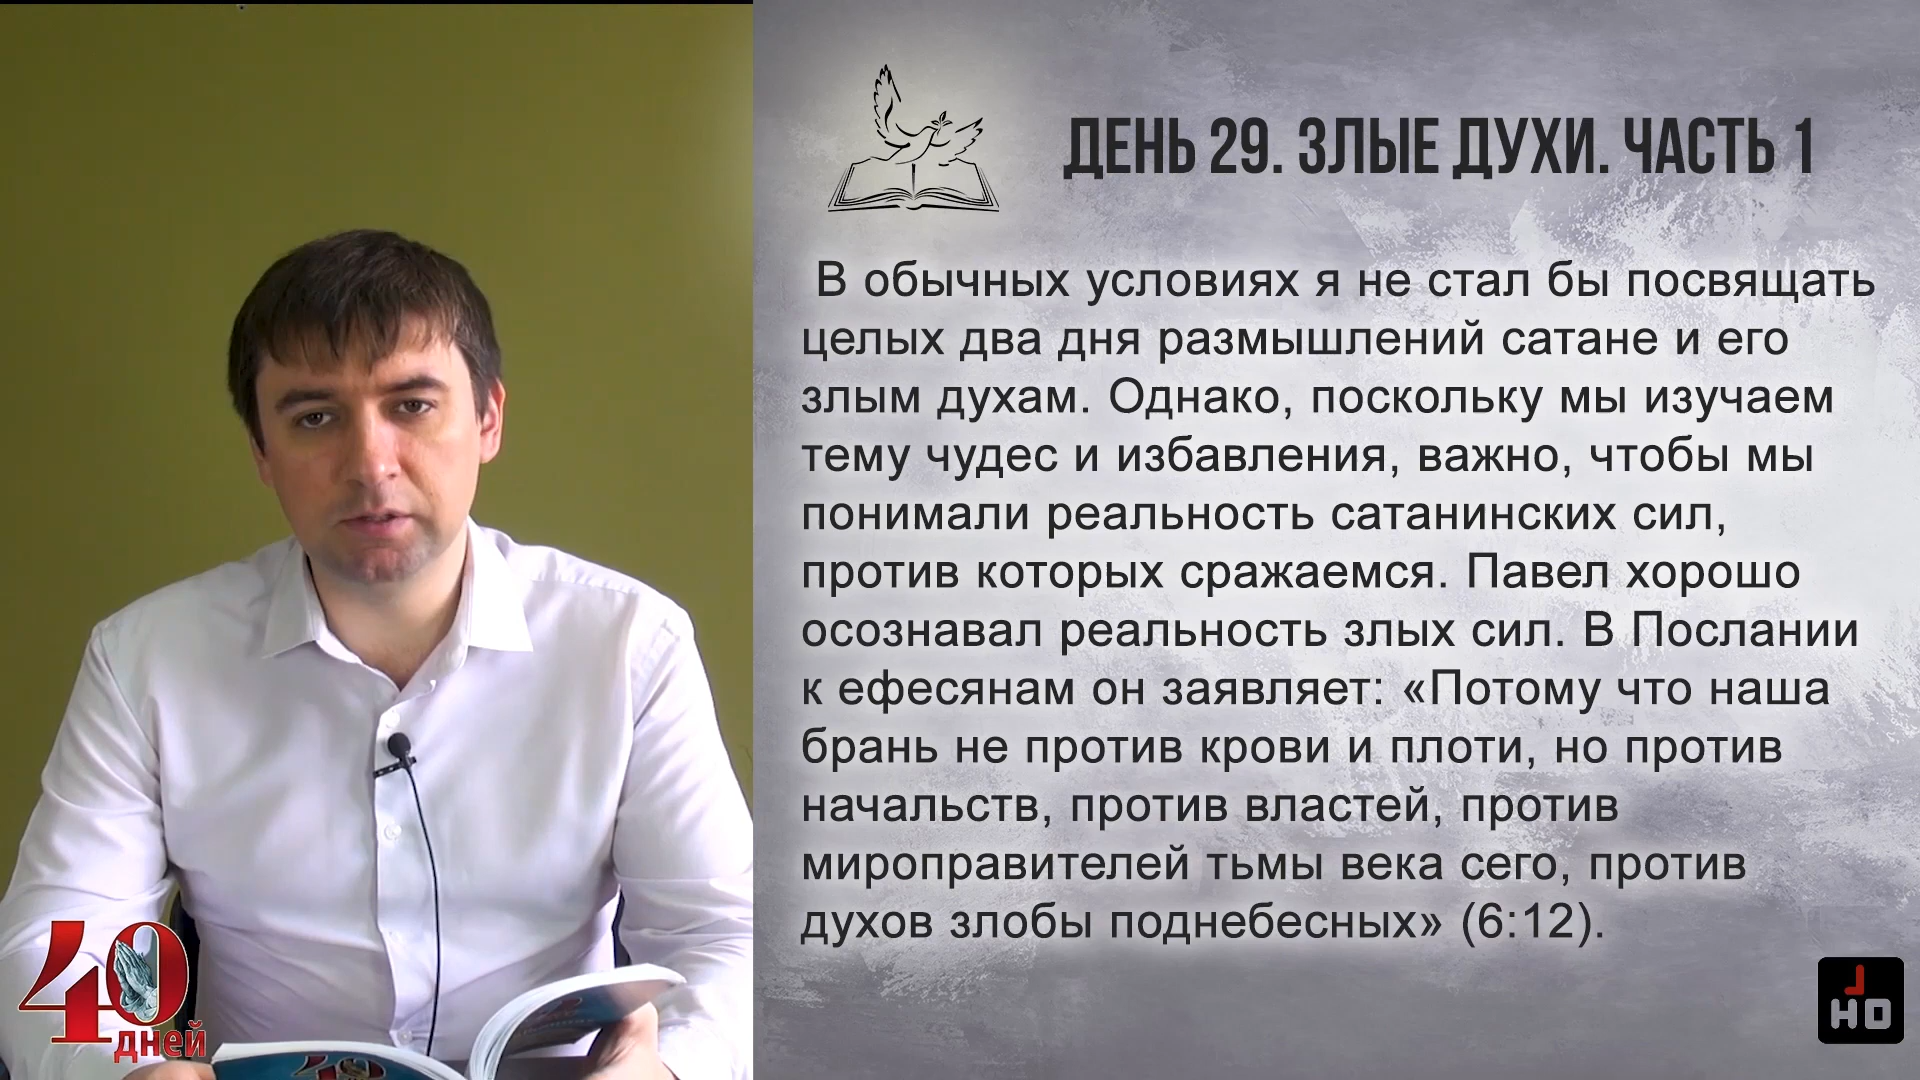 ДЕНЬ 29. ЗЛЫЕ ДУХИ. ЧАСТЬ 1
В обычных условиях я не стал бы посвящать
целых два дня размышлений сатане и его
злым духам. Однако, поскольку мы изучаем
тему чудес и избавления, важно, чтобы мы
понимали реальность сатанинских сил,
против которых сражаемся. Павел хорошо
осознавал реальность злых сил. В Послании
к ефесянам он заявляет: «Потому что наша
брань не против крови и плоти, но против
начальств, против властей, против
мироправителей тьмы века сего, против
духов злобы поднебесных» (6:12).
40
дней
40
НО